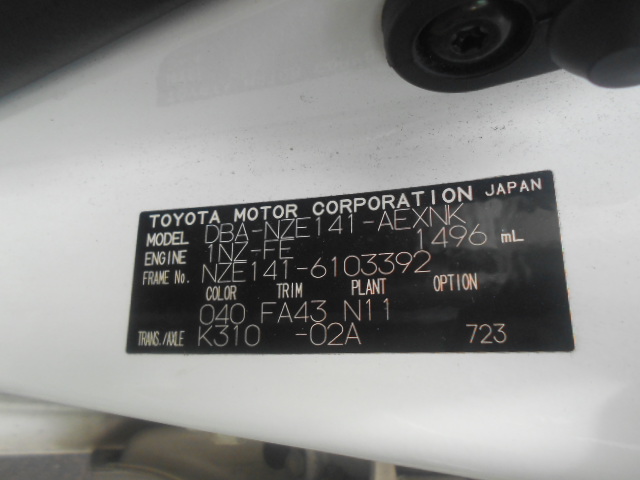 TOYOTA MOTOR CORPORATION JAPAN
MODEL DBA-NZE141-AEXNK
ENGINE 1NZ-FE 1496 mL
FRAME No. NZE141-6103392
COLOR TRIM PLANT OPTION
040 FA43 N11
TRANS./AXLE K310 -02A 723